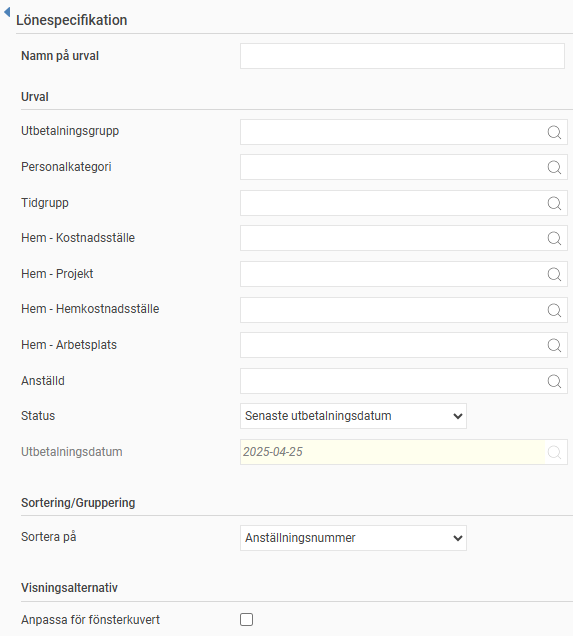 Lönespecifikation
Namn på urval
Urval
Utbetalningsgrupp
Personalkategori
Tidgrupp
Hem - Kostnadsställe
Hem - Projekt
Hem - Hemkostnadsställe
Hem - Arbetsplats
Anställd
Status Senaste utbetalningsdatum
Utbetalningsdatum 2025-04-25
Sortering/Gruppering
Sortera på Anställningsnummer
Visningsalternativ
Anpassa för fönsterkuvert